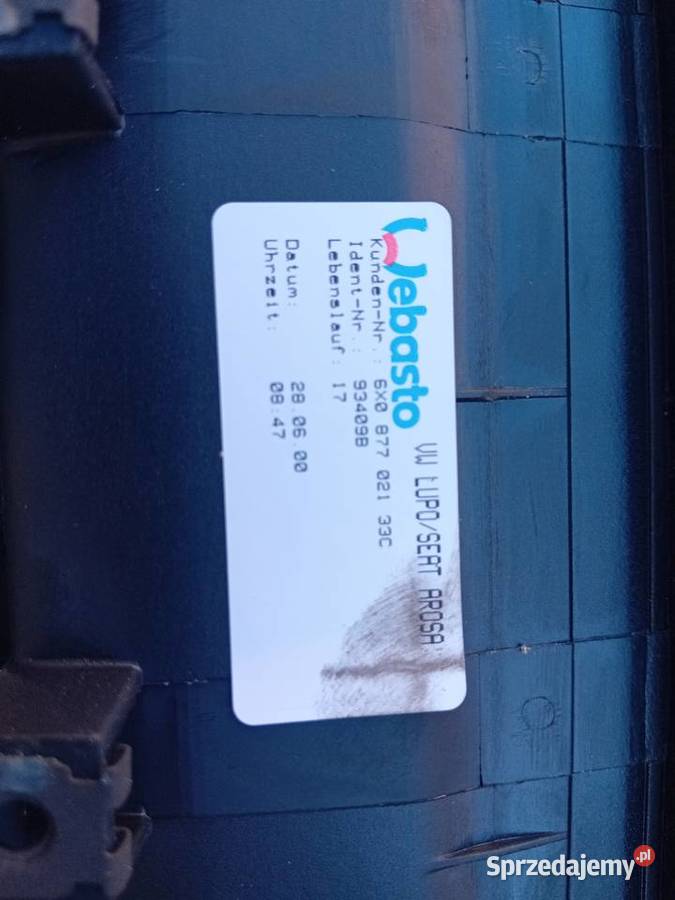 Webasto
VW LUPO/SEAT AROSA
Kunden-Nr.: 6X0 877 021 33C
Ident-Nr.: 93409B
Lebenslauf: 17
Datum: 28.06.00
Uhrzeit: 08:47
Sprzedajemy.pl